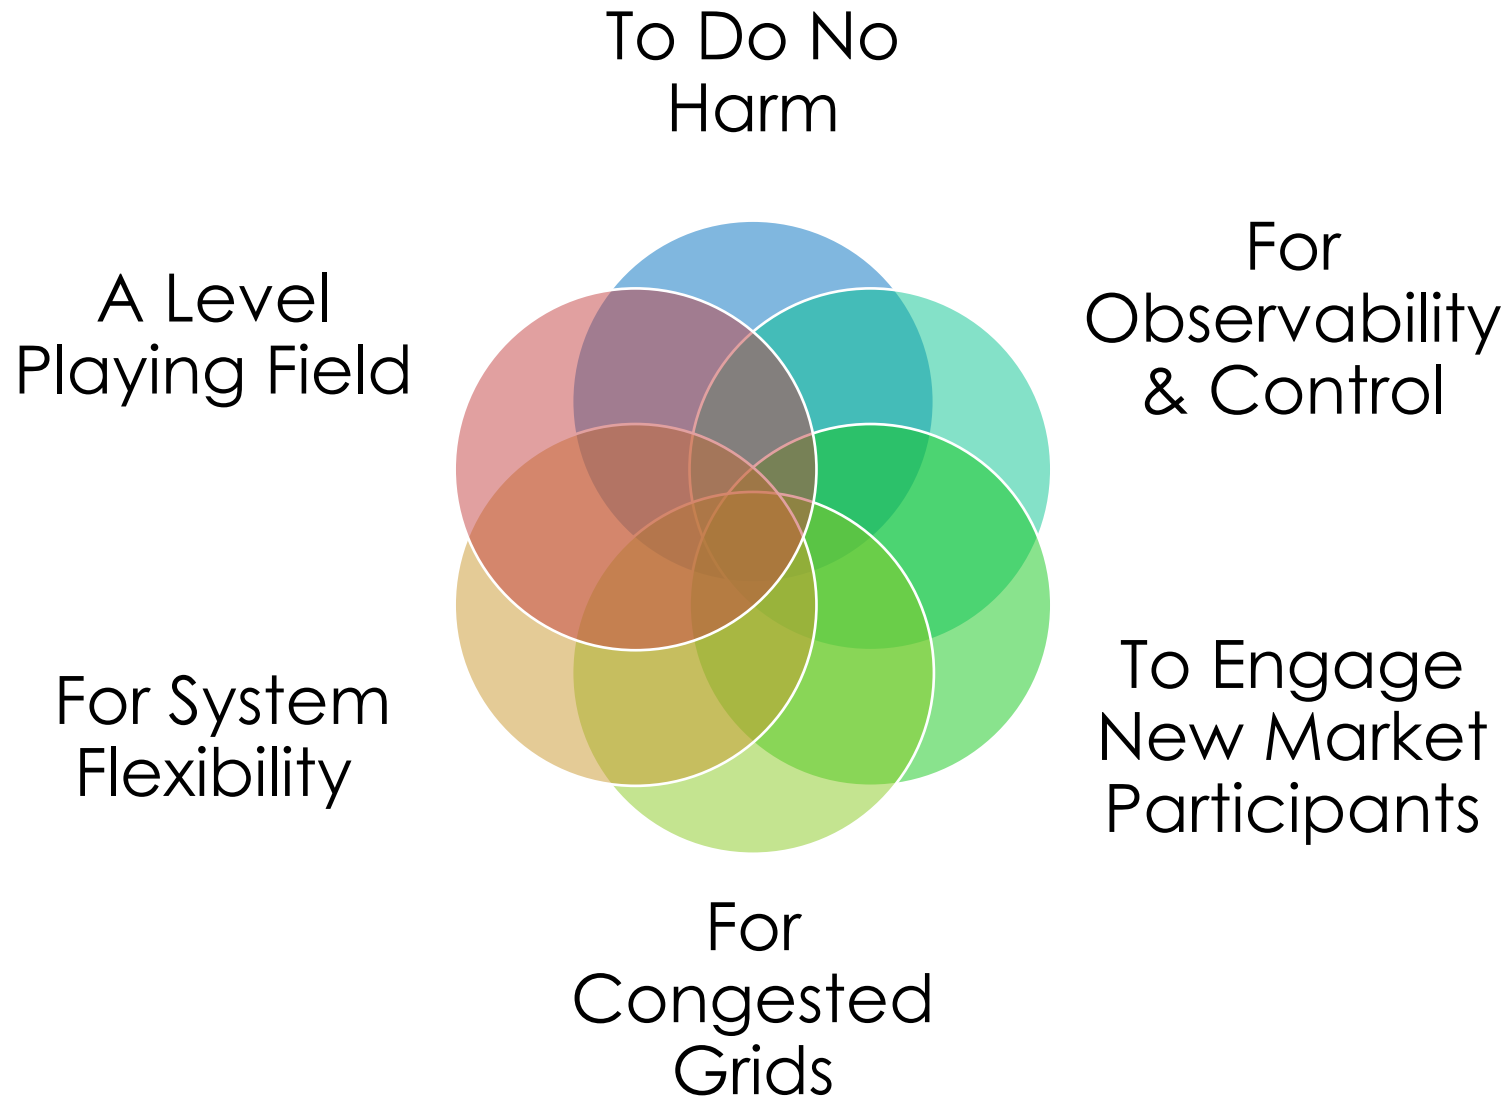 To Do No
Harm
For
Observability
& Control
To Engage
New Market
Participants
For
Congested
Grids
For System
Flexibility
A Level
Playing Field